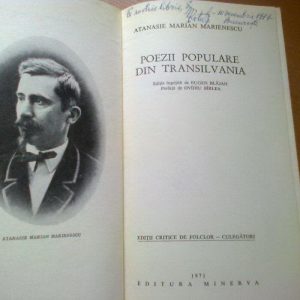 ATANASIE MARIAN MARIENESCU
POEZII POPULARE
DIN TRANSILVANIA
Ediție îngrijită de EUGEN BLĂJAN
Prefață de OVIDIU BÎRLEA
ATANASIE MARIAN MARIENESCU
EDIȚII CRITICE DE FOLCLOR – CULEGĂTORI
1971
EDITURA MINERVA